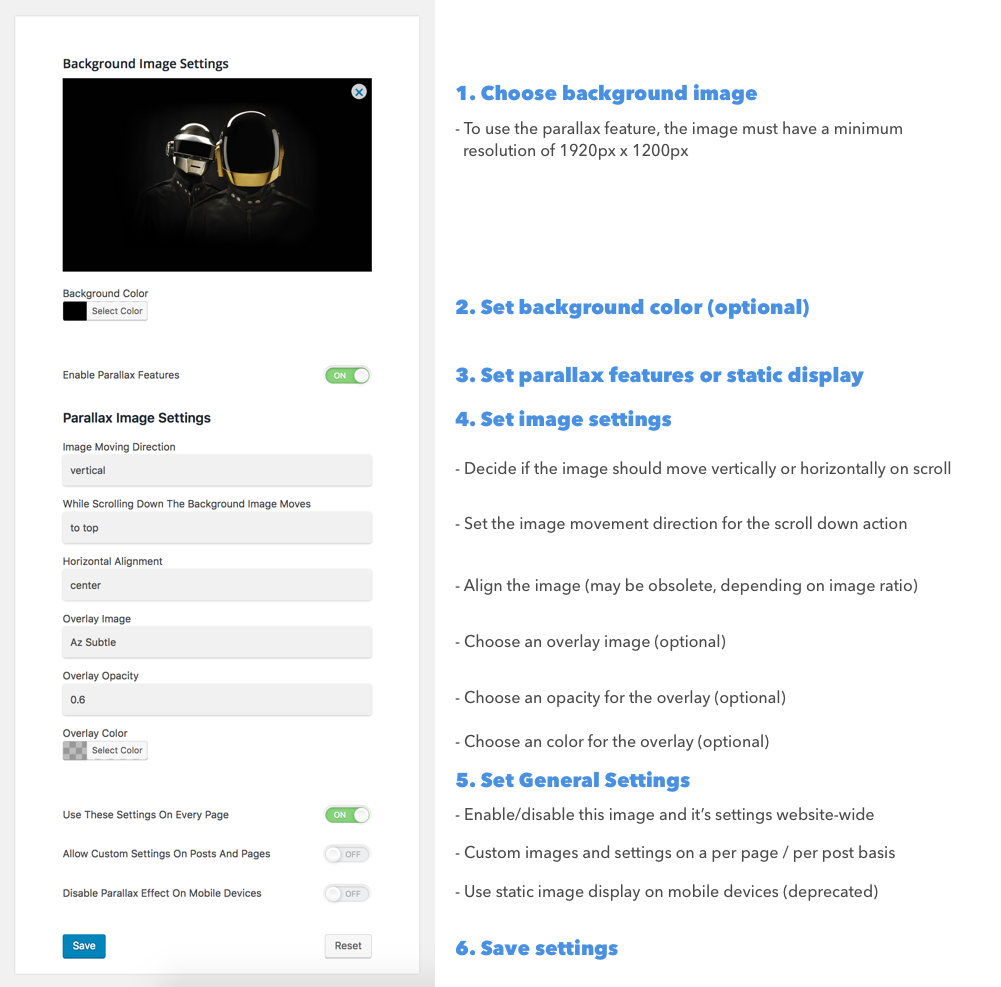 Background Image Settings
1. Choose background image
- To use the parallax feature, the image must have a minimum
resolution of 1920px x 1200px
Background Color
Select Color
2. Set background color (optional)
Enable Parallax Features
ON
3. Set parallax features or static display
Parallax Image Settings
4. Set image settings
Image Moving Direction
vertical
- Decide if the image should move vertically or horizontally on scroll
While Scrolling Down The Background Image Moves
to top
- Set the image movement direction for the scroll down action
Horizontal Alignment
center
- Align the image (may be obsolete, depending on image ratio)
Overlay Image
Az Subtle
- Choose an overlay image (optional)
Overlay Opacity
0.6
- Choose an opacity for the overlay (optional)
Overlay Color
Select Color
- Choose an color for the overlay (optional)
5. Set General Settings
Use These Settings On Every Page
ON
- Enable/disable this image and it's settings website-wide
Allow Custom Settings On Posts And Pages
OFF
- Custom images and settings on a per page / per post basis
Disable Parallax Effect On Mobile Devices
OFF
- Use static image display on mobile devices (deprecated)
Save
Reset
6. Save settings